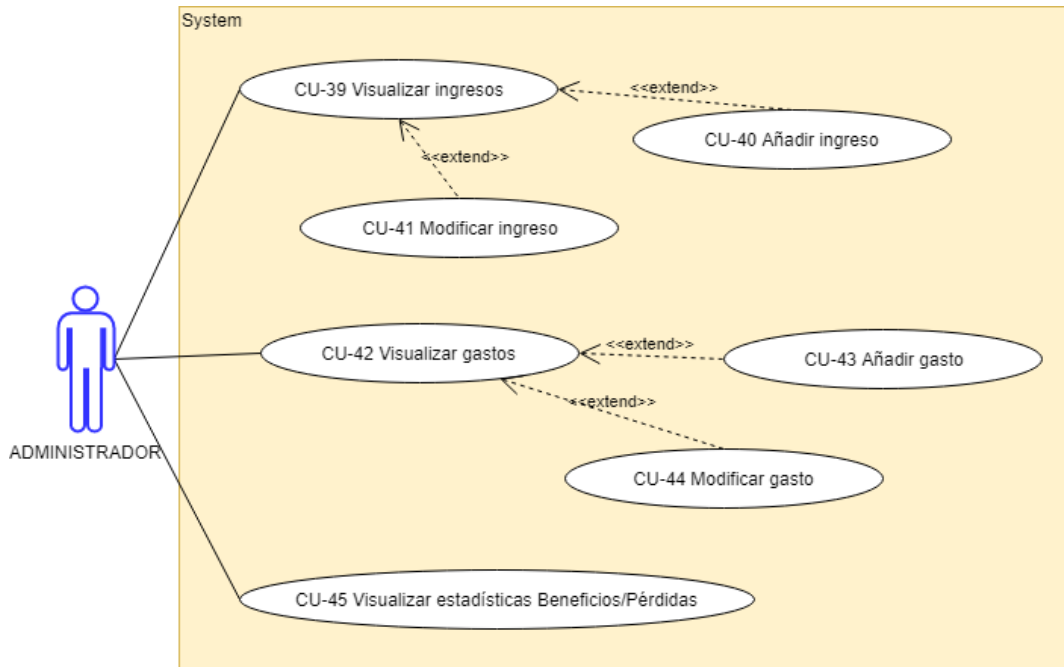 System
CU-39 Visualizar ingresos
<<extend>>
CU-40 Añadir ingreso
<<extend>>
CU-41 Modificar ingreso
CU-42 Visualizar gastos
<<extend>>
CU-43 Añadir gasto
<<extend>>
CU-44 Modificar gasto
ADMINISTRADOR
CU-45 Visualizar estadísticas Beneficios/Pérdidas